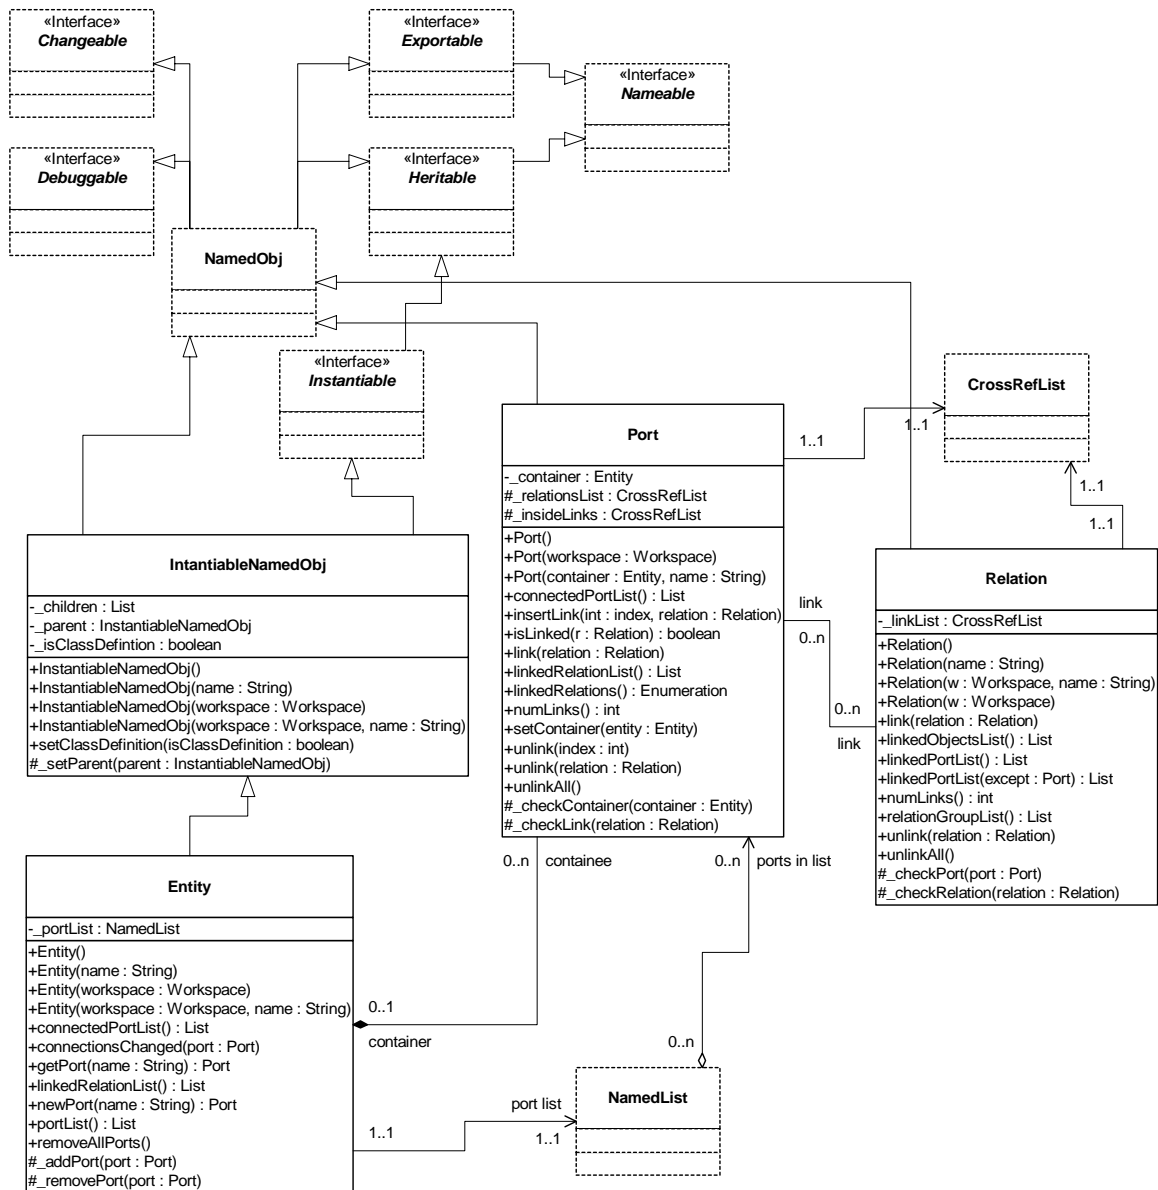 «Interface»
Changeable
«Interface»
Exportable
«Interface»
Nameable
«Interface»
Debuggable
«Interface»
Heritable
NamedObj
«Interface»
Instantiable
CrossRefList
1..1
1..1
1..1
1..1
Port
-_container : Entity
#_relationsList : CrossRefList
#_insideLinks : CrossRefList
+Port()
+Port(workspace : Workspace)
+Port(container : Entity, name : String)
+connectedPortList() : List
+insertLink(int : index, relation : Relation)
+isLinked(r : Relation) : boolean
+link(relation : Relation)
+linkedRelationList() : List
+linkedRelations() : Enumeration
+numLinks() : int
+setContainer(entity : Entity)
+unlink(index : int)
+unlink(relation : Relation)
+unlinkAll()
#_checkContainer(container : Entity)
#_checkLink(relation : Relation)
link
0..n
0..n
link
Relation
-_linkList : CrossRefList
+Relation()
+Relation(name : String)
+Relation(w : Workspace, name : String)
+Relation(w : Workspace)
+link(relation : Relation)
+linkedObjectsList() : List
+linkedPortList() : List
+linkedPortList(except : Port) : List
+numLinks() : int
+relationGroupList() : List
+unlink(relation : Relation)
+unlinkAll()
#_checkPort(port : Port)
#_checkRelation(relation : Relation)
IntantiableNamedObj
-_children : List
-_parent : InstantiableNamedObj
-_isClassDefintion : boolean
+InstantiableNamedObj()
+InstantiableNamedObj(name : String)
+InstantiableNamedObj(workspace : Workspace)
+InstantiableNamedObj(workspace : Workspace, name : String)
+setClassDefinition(isClassDefinition : boolean)
#_setParent(parent : InstantiableNamedObj)
0..n containee
0..n ports in list
Entity
-_portList : NamedList
+Entity()
+Entity(name : String)
+Entity(workspace : Workspace)
+Entity(workspace : Workspace, name : String)
+connectedPortList() : List
+connectionsChanged(port : Port)
+getPort(name : String) : Port
+linkedRelationList() : List
+newPort(name : String) : Port
+portList() : List
+removeAllPorts()
#_addPort(port : Port)
#_removePort(port : Port)
0..1
container
0..n
port list
1..1
1..1
NamedList